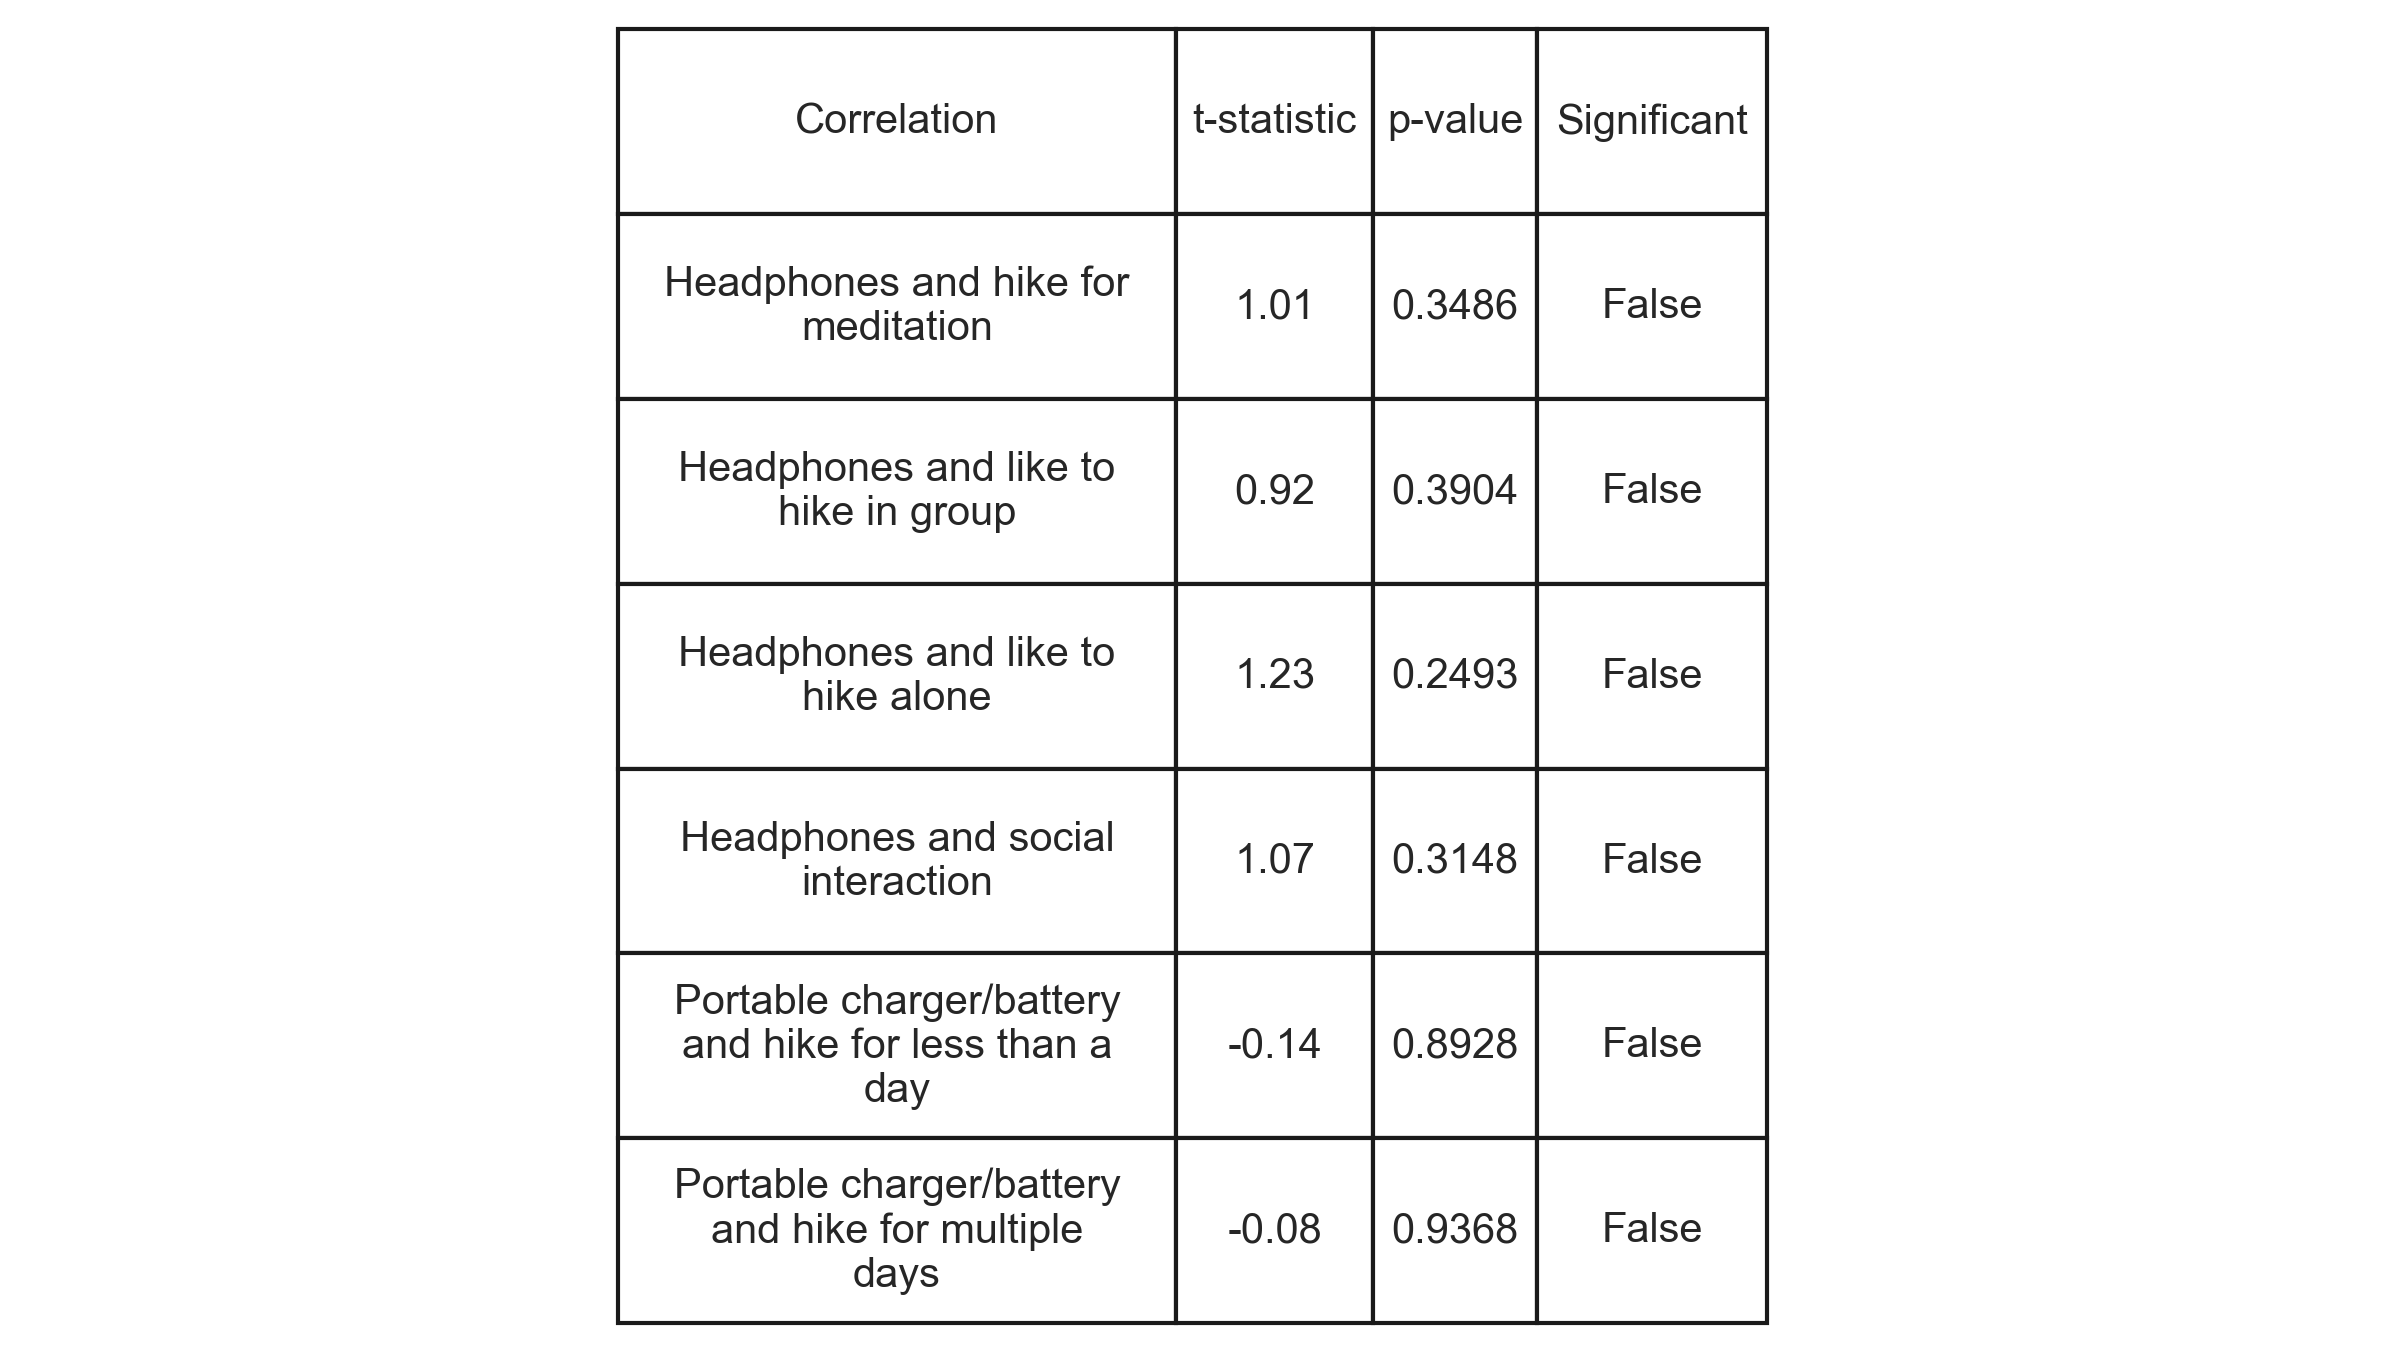 Correlation t-statistic p-value Significant
Headphones and hike for
meditation
1.01 0.3486 False
Headphones and like to
hike in group
0.92 0.3904 False
Headphones and like to
hike alone
1.23 0.2493 False
Headphones and social
interaction
1.07 0.3148 False
Portable charger/battery
and hike for less than a
day
-0.14 0.8928 False
Portable charger/battery
and hike for multiple
days
-0.08 0.9368 False